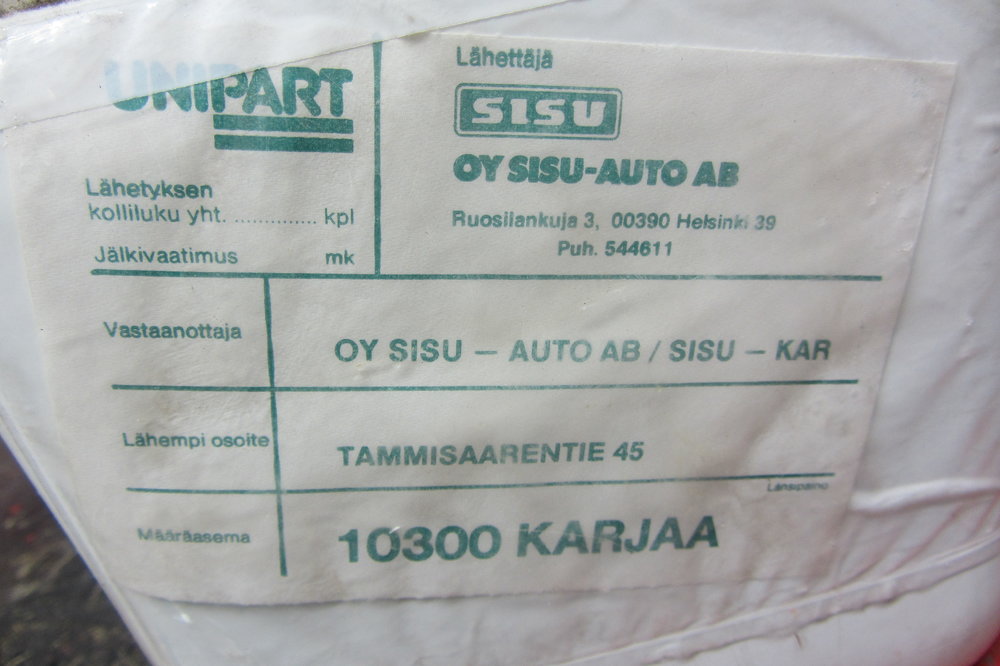 UNIPART
Lähetyksen
kolliluku yht. ............. kpl
Jälkivaatimus mk
Lähettäjä
SISU
OY SISU-AUTO AB
Ruosilankuja 3, 00390 Helsinki 39
Puh. 544611
Vastaanottaja OY SISU – AUTO AB / SISU – KAR
Lähempi osoite TAMMISAARENTIE 45
Länsipaino
Määräasema 10300 KARJAA